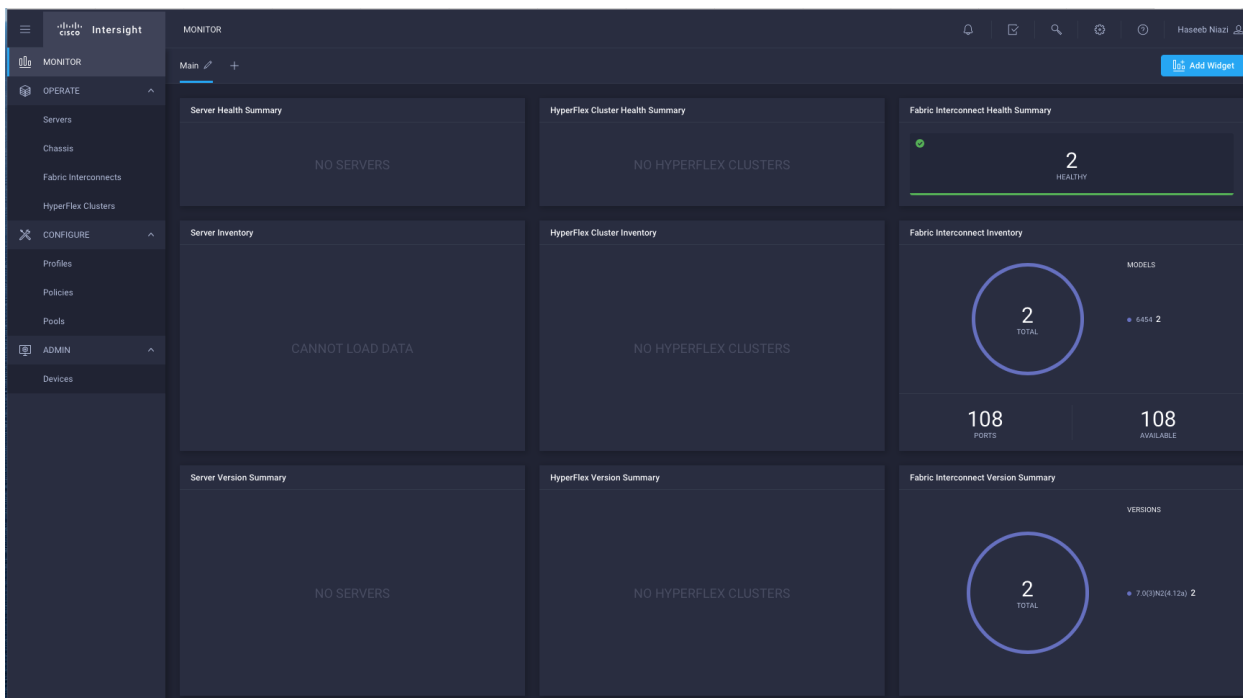 cisco Intersight
MONITOR
Haseeb Niazi
MONITOR
OPERATE
Servers
Chassis
Fabric Interconnects
HyperFlex Clusters
CONFIGURE
Profiles
Policies
Pools
ADMIN
Devices
Main
Add Widget
Server Health Summary
NO SERVERS
HyperFlex Cluster Health Summary
NO HYPERFLEX CLUSTERS
Fabric Interconnect Health Summary
2
HEALTHY
Server Inventory
CANNOT LOAD DATA
HyperFlex Cluster Inventory
NO HYPERFLEX CLUSTERS
Fabric Interconnect Inventory
2
TOTAL
MODELS
6454 2
108
PORTS
108
AVAILABLE
Server Version Summary
NO SERVERS
HyperFlex Version Summary
NO HYPERFLEX CLUSTERS
Fabric Interconnect Version Summary
2
TOTAL
VERSIONS
7.0(3)N2(4.12a) 2